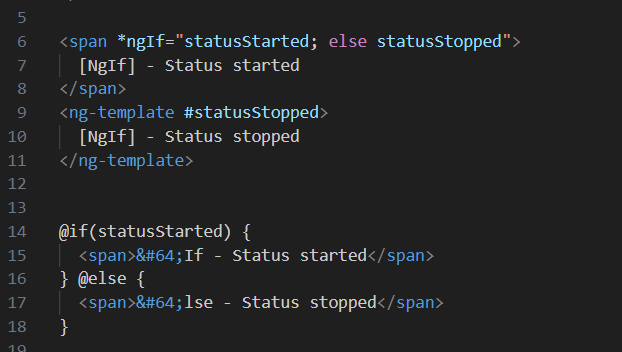 5
6 <span *ngIf="statusStarted; else statusStopped">
7 [NgIf] - Status started
8 </span>
9 <ng-template #statusStopped>
10 [NgIf] - Status stopped
11 </ng-template>
12
13
14 @if(statusStarted) {
15 <span>&#64;If - Status started</span>
16 } @else {
17 <span>&#64;lse - Status stopped</span>
18 }
19